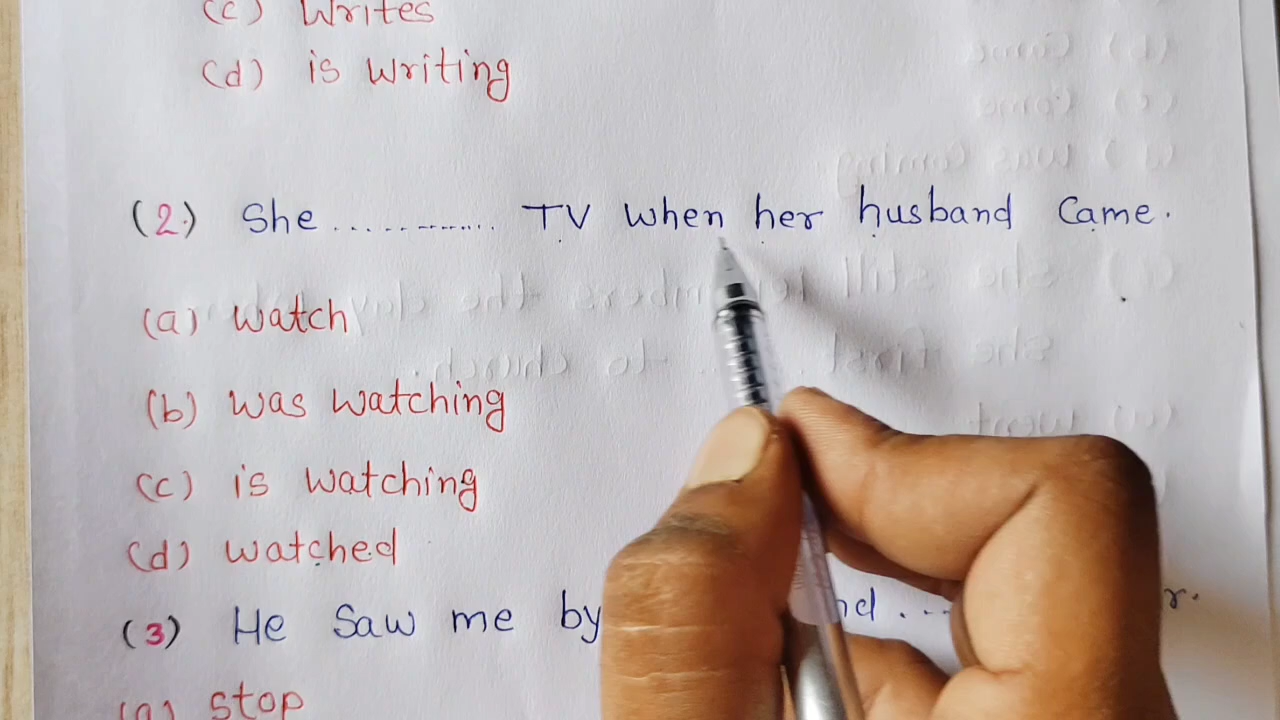 (c) Writes
(d) is writing
(2.) She ............ TV when her husband came.
(a) watch
(b) was watching
(c) is watching
(d) watched
(3) He saw me by
(a) stop